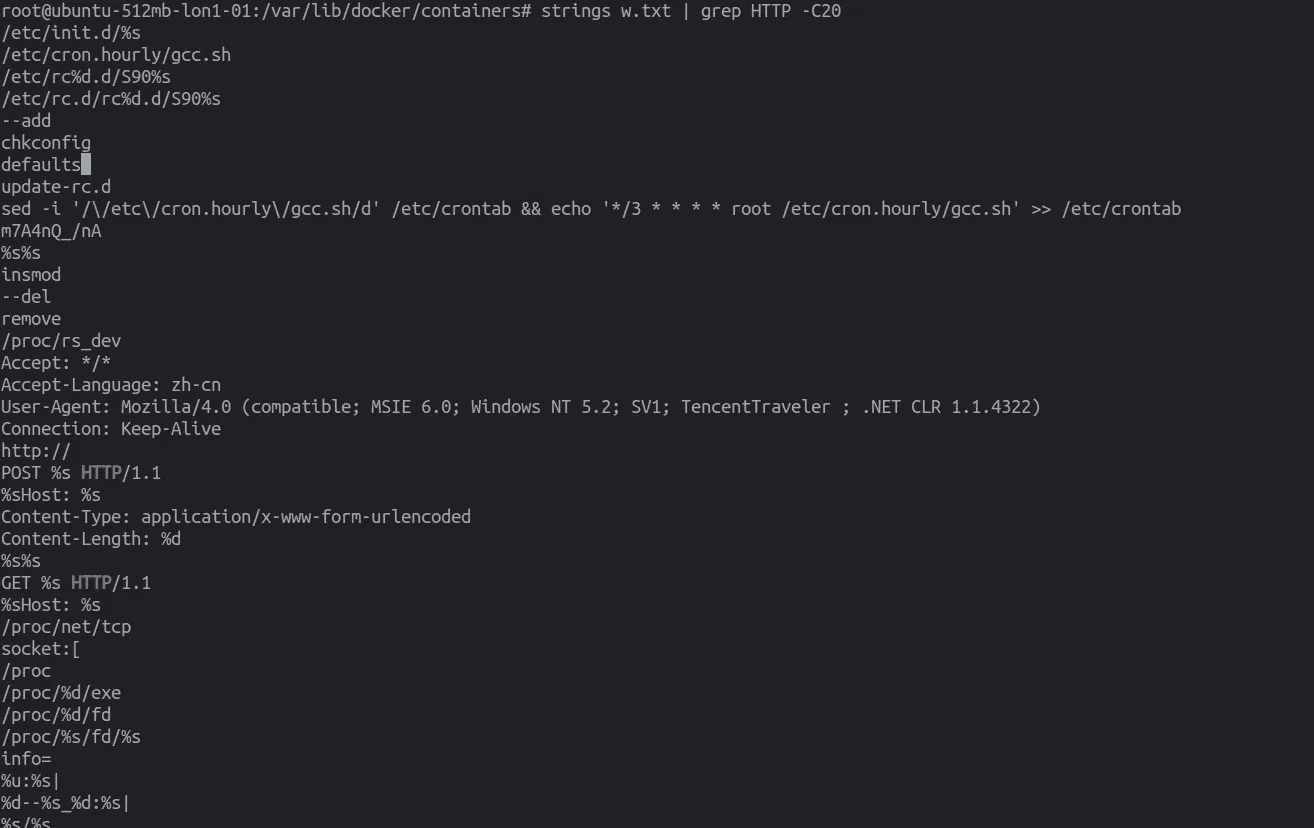 root@ubuntu-512mb-lon1-01:/var/lib/docker/containers# strings w.txt | grep HTTP -C20
/etc/init.d/%s
/etc/cron.hourly/gcc.sh
/etc/rc%d.d/S90%s
/etc/rc.d/rc%d.d/S90%s
--add
chkconfig
defaults
update-rc.d
sed -i '/\/etc\/cron.hourly\/gcc.sh/d' /etc/crontab && echo '*/3 * * * * root /etc/cron.hourly/gcc.sh' >> /etc/crontab
m7A4nQ_/nA
%s%s
insmod
--del
remove
/proc/rs_dev
Accept: */*
Accept-Language: zh-cn
User-Agent: Mozilla/4.0 (compatible; MSIE 6.0; Windows NT 5.2; SV1; TencentTraveler ; .NET CLR 1.1.4322)
Connection: Keep-Alive
http://
POST %s HTTP/1.1
%sHost: %s
Content-Type: application/x-www-form-urlencoded
Content-Length: %d
%s%s
GET %s HTTP/1.1
%sHost: %s
/proc/net/tcp
socket:[
/proc
/proc/%d/exe
/proc/%d/fd
/proc/%s/fd/%s
info=
%u:%s|
%d--%s_%d:%s|
%s/%s